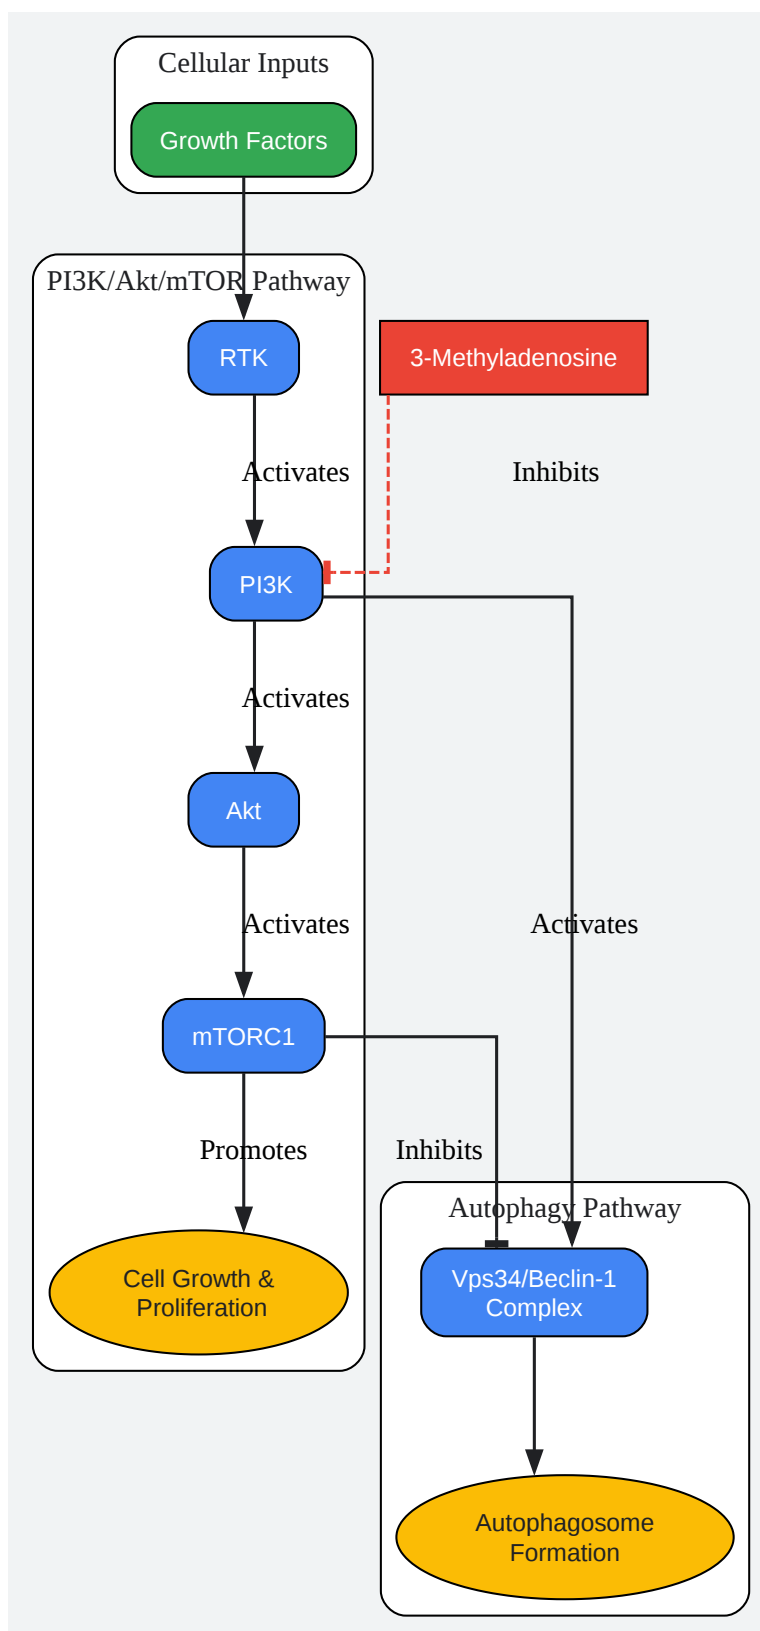 Cellular Inputs
Growth Factors
PI3K/Akt/mTOR Pathway
RTK
3-Methyladenosine
Activates
Inhibits
PI3K
Activates
Akt
Activates
Activates
mTORC1
Promotes
Inhibits
Autophagy Pathway
Cell Growth &
Proliferation
Vps34/Beclin-1
Complex
Autophagosome
Formation